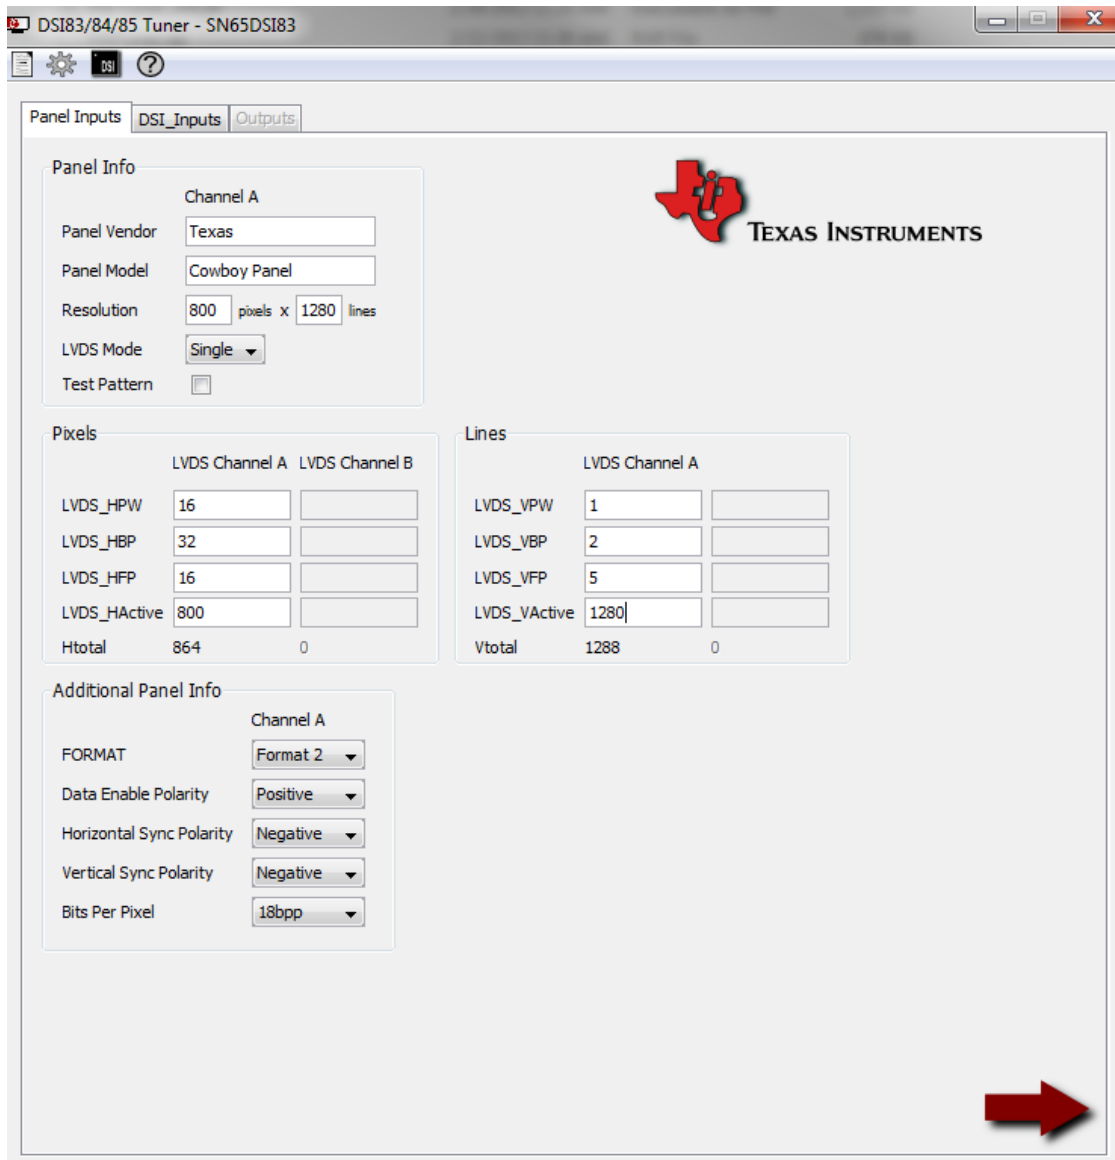 DSI83/84/85 Tuner - SN65DSI83
DSI
Panel Inputs DSI_Inputs Outputs
Panel Info
Channel A
Panel Vendor Texas
Panel Model Cowboy Panel
Resolution 800 pixels x 1280 lines
LVDS Mode Single
Test Pattern
TEXAS INSTRUMENTS
Pixels
LVDS Channel A LVDS Channel B
LVDS_HPW 16
LVDS_HBP 32
LVDS_HFP 16
LVDS_HActive 800
Htotal 864 0
Lines
LVDS Channel A
LVDS_VPW 1
LVDS_VBP 2
LVDS_VFP 5
LVDS_VActive 1280
Vtotal 1288 0
Additional Panel Info
Channel A
FORMAT Format 2
Data Enable Polarity Positive
Horizontal Sync Polarity Negative
Vertical Sync Polarity Negative
Bits Per Pixel 18bpp